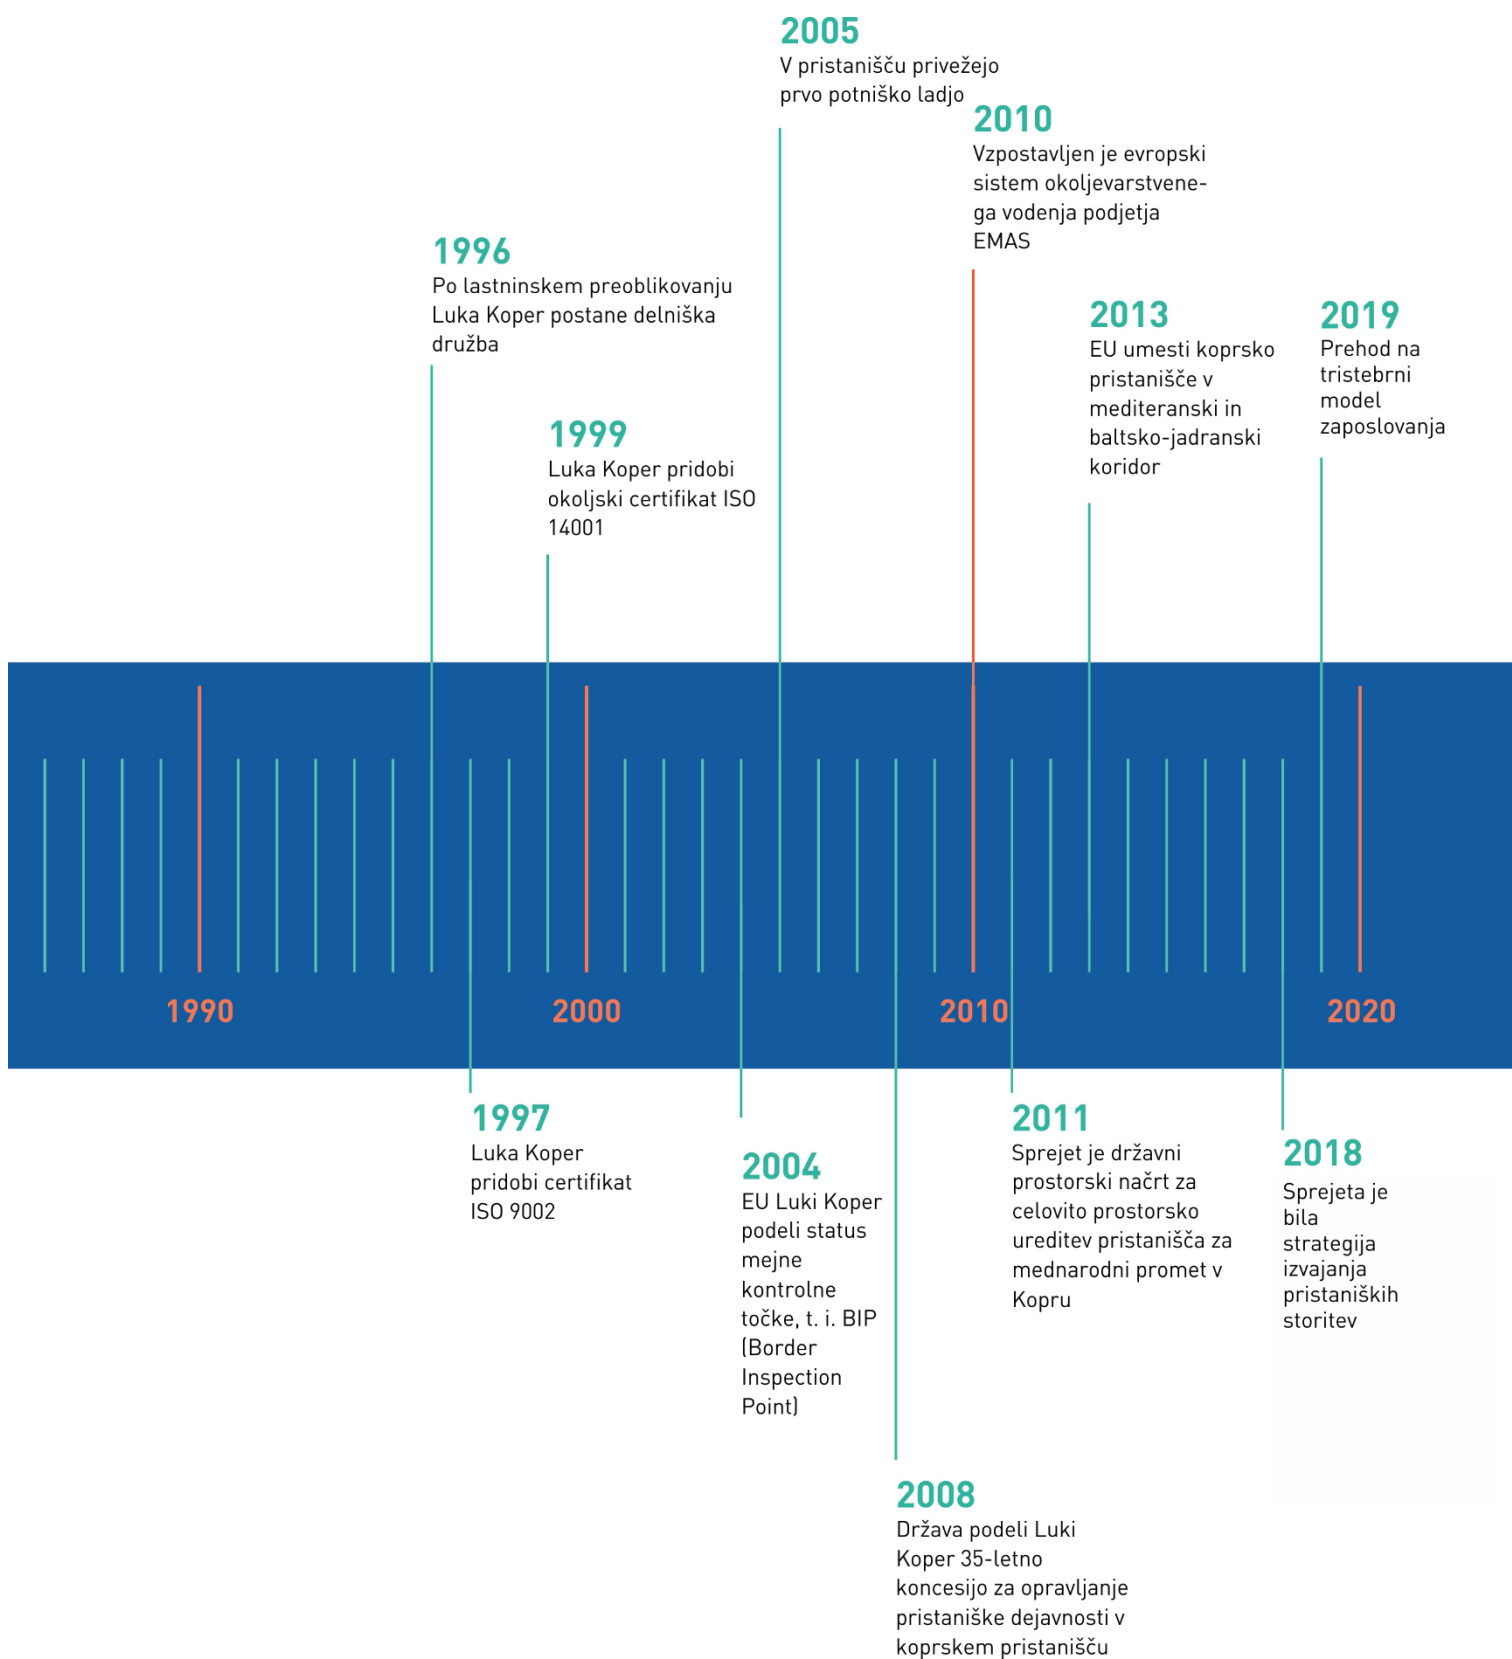 2005
V pristanišču privežejo
prvo potniško ladjo
2010
Vzpostavljen je evropski
sistem okoljevarstvene-
ga vodenja podjetja
EMAS
1996
Po lastninskem preoblikovanju
Luka Koper postane delniška
družba
2013
EU umesti koprsko
pristanišče v
mediteranski in
baltsko-jadranski
koridor
2019
Prehod na
tristebrni
model
zaposlovanja
1999
Luka Koper pridobi
okoljski certifikat ISO
14001
1990
2000
2010
2020
1997
Luka Koper
pridobi certifikat
ISO 9002
2004
EU Luki Koper
podeli status
mejne
kontrolne
točke, t. i. BIP
(Border
Inspection
Point)
2011
Sprejet je državni
prostorski načrt za
celovito prostorsko
ureditev pristanišča za
mednarodni promet v
Kopru
2018
Sprejeta je
bila
strategija
izvajanja
pristaniških
storitev
2008
Država podeli Luki
Koper 35-letno
koncesijo za opravljanje
pristaniške dejavnosti v
koprskem pristanišču